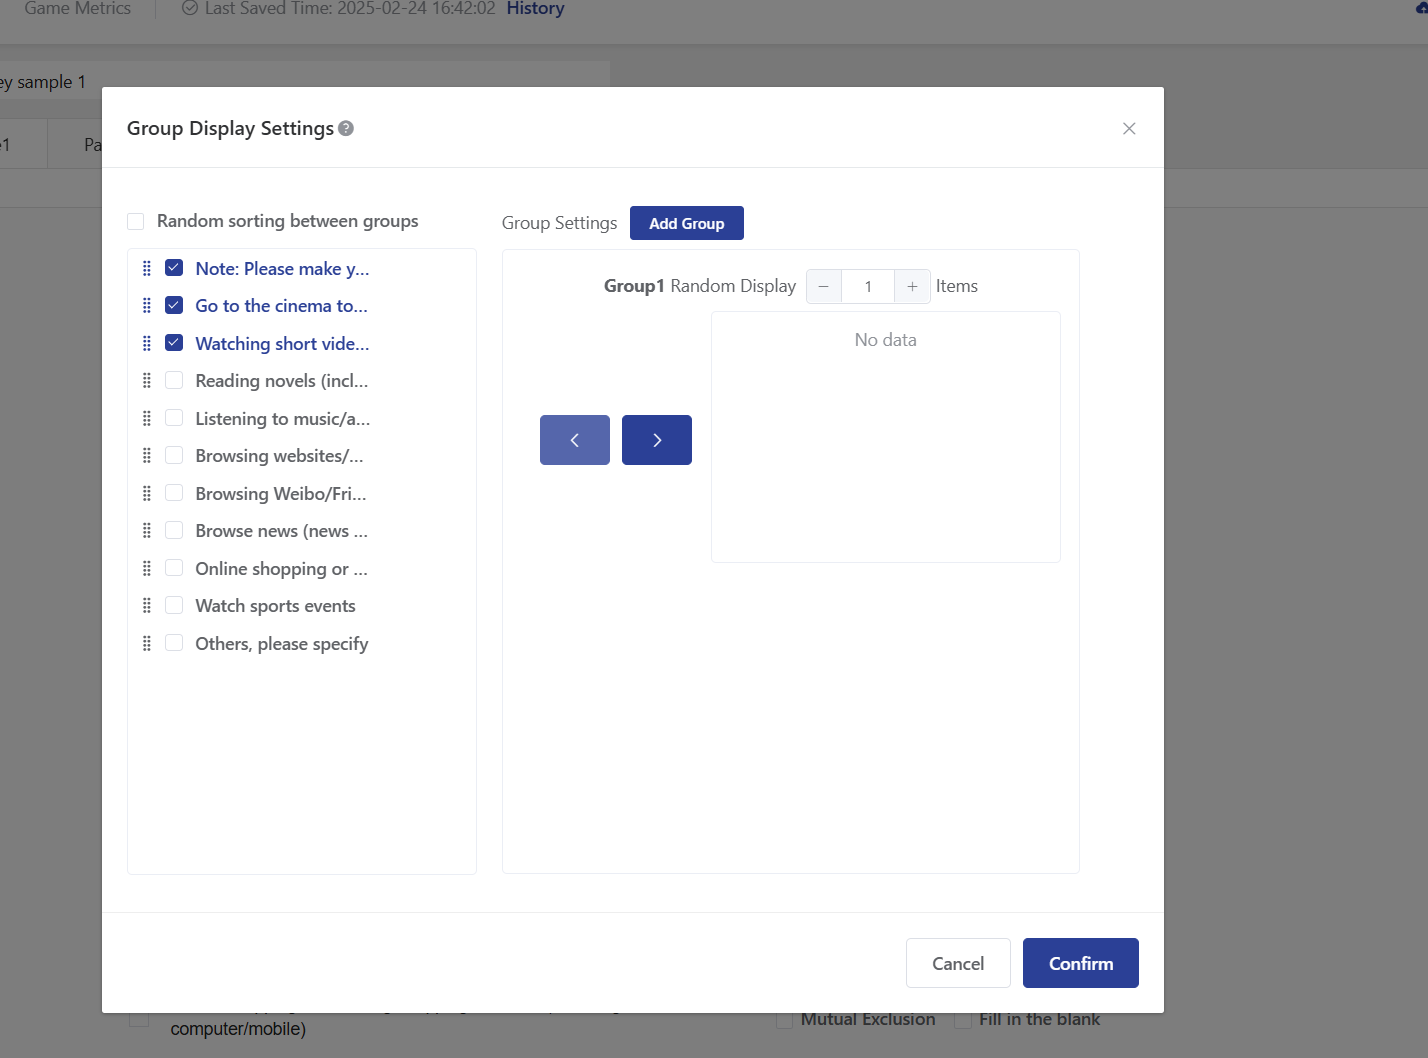 Game Metrics Last Saved Time: 2025-02-24 16:42:02 History
ey sample 1
Group Display Settings
Pa
Random sorting between groups
Group Settings Add Group
Note: Please make y...
Go to the cinema to...
Watching short vide...
Reading novels (incl...
Listening to music/a...
Browsing websites/...
Browsing Weibo/Fri...
Browse news (news ...
Online shopping or ...
Watch sports events
Others, please specify
Group1 Random Display 1 Items
No data
Cancel Confirm
computer/mobile) Mutual Exclusion Fill in the blank